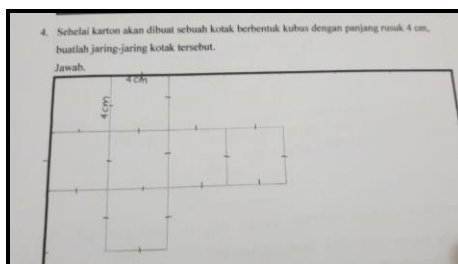 4. Sehelai karton akan dibuat sebuah kotak berbentuk kubus dengan panjang rusuk 4 cm,
buatlah jaring-jaring kotak tersebut.
Jawab.
4 cm
4 cm